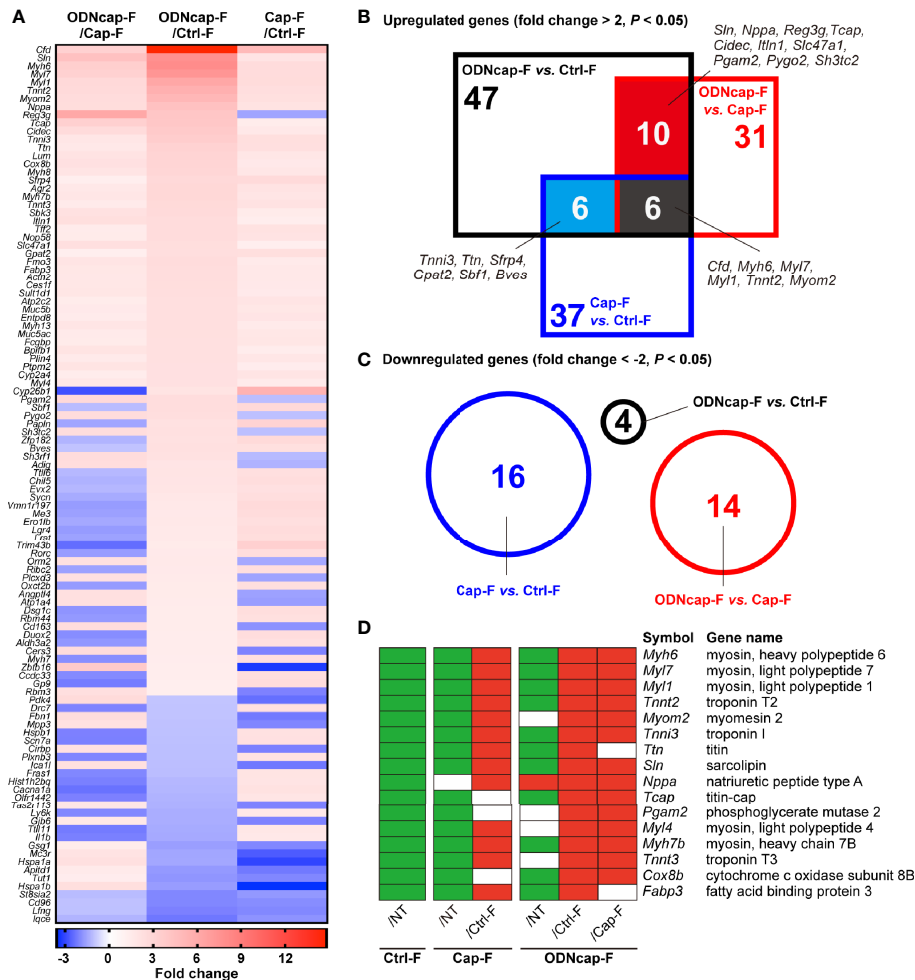 A
ODNcap-F
/Cap-F
ODNcap-F
/Ctrl-F
Cap-F
/Ctrl-F
Cfd
Sln
Myh6
Myl7
Myl1
Tnnt2
Myom2
Nppa
Reg3g
Tcap
Cidec
Tnni3
Ttn
Lum
Cox8b
Myh8
Sfrp4
Agr2
Myh7b
Tnnt3
Sbk3
Itln1
Tff2
Nop58
Slc47a1
Gpat2
Fmo3
Fabp3
Actn2
Ces1f
Sult1d1
Atp2c2
Muc5b
Entpd8
Myh13
Muc5ac
Fcgbp
Bpifb1
Plin4
Ptpm2
Cyp2a4
Myl4
Cyp26b1
Pgam2
Sbf1
Pygo2
Papln
Sh3tc2
Zfp182
Bves
Sh3rf1
Adig
Ttll6
Chil5
Evx2
Sycn
Vmn1r197
Me3
Ero1lb
Lgr4
Lrat
Trim43b
Rorc
Orm2
Ribc2
Plcxd3
Oxct2b
Angptl4
Atp1a4
Dsg1c
Rbm44
Cd163
Duox2
Aldh3a2
Cers3
Myh7
Zbtb16
Ccdc33
Gp9
Rbm3
Pdk4
Drc7
Fbn1
Mpp3
Hspb1
Scn7a
Cirbp
Plxnb3
Ica1l
Fras1
Hist1h2bq
Cacna1a
Olfr1442
Tas2r113
Ly6k
Gjb6
Ttll11
Il1b
Gsg1
Mc3r
Hspa1a
Apitd1
Tut1
Hspa1b
St8sia2
Cd96
Lfng
Iqce
-3 0 3 6 9 12
Fold change
B Upregulated genes (fold change > 2, P < 0.05)
Sln, Nppa, Reg3g,Tcap,
Cidec, Itln1, Slc47a1,
Pgam2, Pygo2, Sh3tc2
ODNcap-F vs. Ctrl-F
47
ODNcap-F
vs. Cap-F
31
10
6
6
Tnni3, Ttn, Sfrp4,
Gpat2, Sbf1, Bves
Cfd, Myh6, Myl7,
Myl1, Tnnt2, Myom2
37 Cap-F
vs. Ctrl-F
C Downregulated genes (fold change < -2, P < 0.05)
4
ODNcap-F vs. Ctrl-F
16
14
Cap-F vs. Ctrl-F
ODNcap-F vs. Cap-F
D
Symbol Gene name
Myh6 myosin, heavy polypeptide 6
Myl7 myosin, light polypeptide 7
Myl1 myosin, light polypeptide 1
Tnnt2 troponin T2
Myom2 myomesin 2
Tnni3 troponin I
Ttn titin
Sln sarcolipin
Nppa natriuretic peptide type A
Tcap titin-cap
Pgam2 phosphoglycerate mutase 2
Myl4 myosin, light polypeptide 4
Myh7b myosin, heavy chain 7B
Tnnt3 troponin T3
Cox8b cytochrome c oxidase subunit 8B
Fabp3 fatty acid binding protein 3
/NT /NT /Ctrl-F /NT /Ctrl-F /Cap-F
Ctrl-F Cap-F ODNcap-F